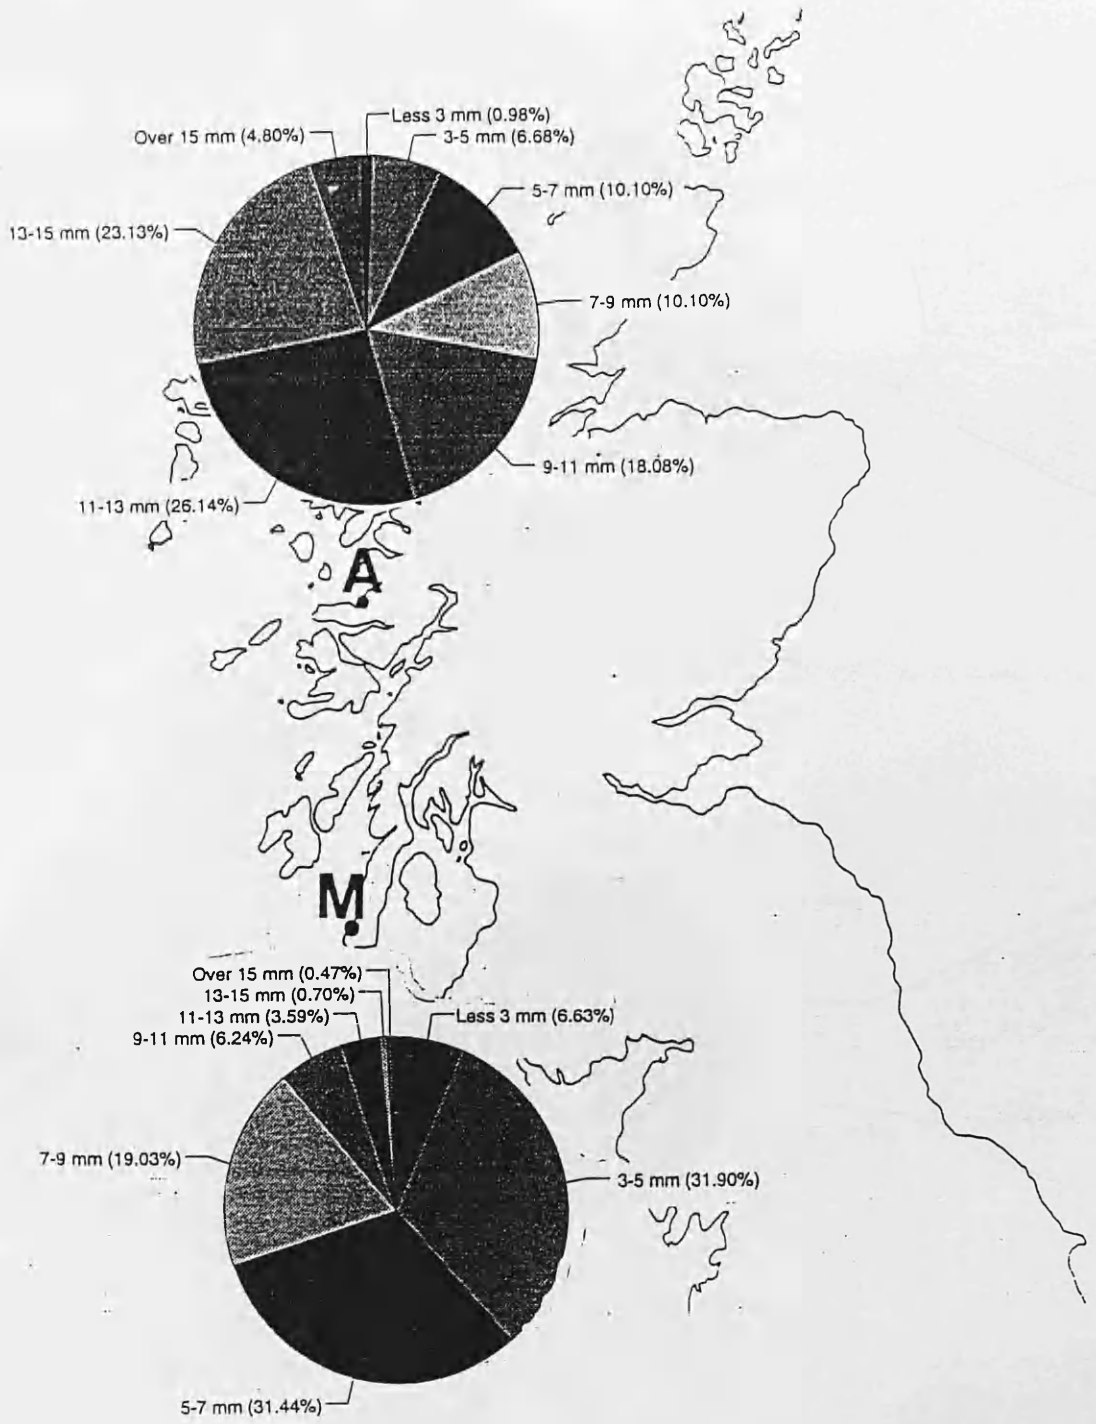 Less 3 mm (0.98%)
Over 15 mm (4.80%)
3-5 mm (6.68%)
5-7 mm (10.10%)
13-15 mm (23.13%)
7-9 mm (10.10%)
9-11 mm (18.08%)
11-13 mm (26.14%)
A
M
Over 15 mm (0.47%)
13-15 mm (0.70%)
11-13 mm (3.59%)
Less 3 mm (6.63%)
9-11 mm (6.24%)
7-9 mm (19.03%)
3-5 mm (31.90%)
5-7 mm (31.44%)